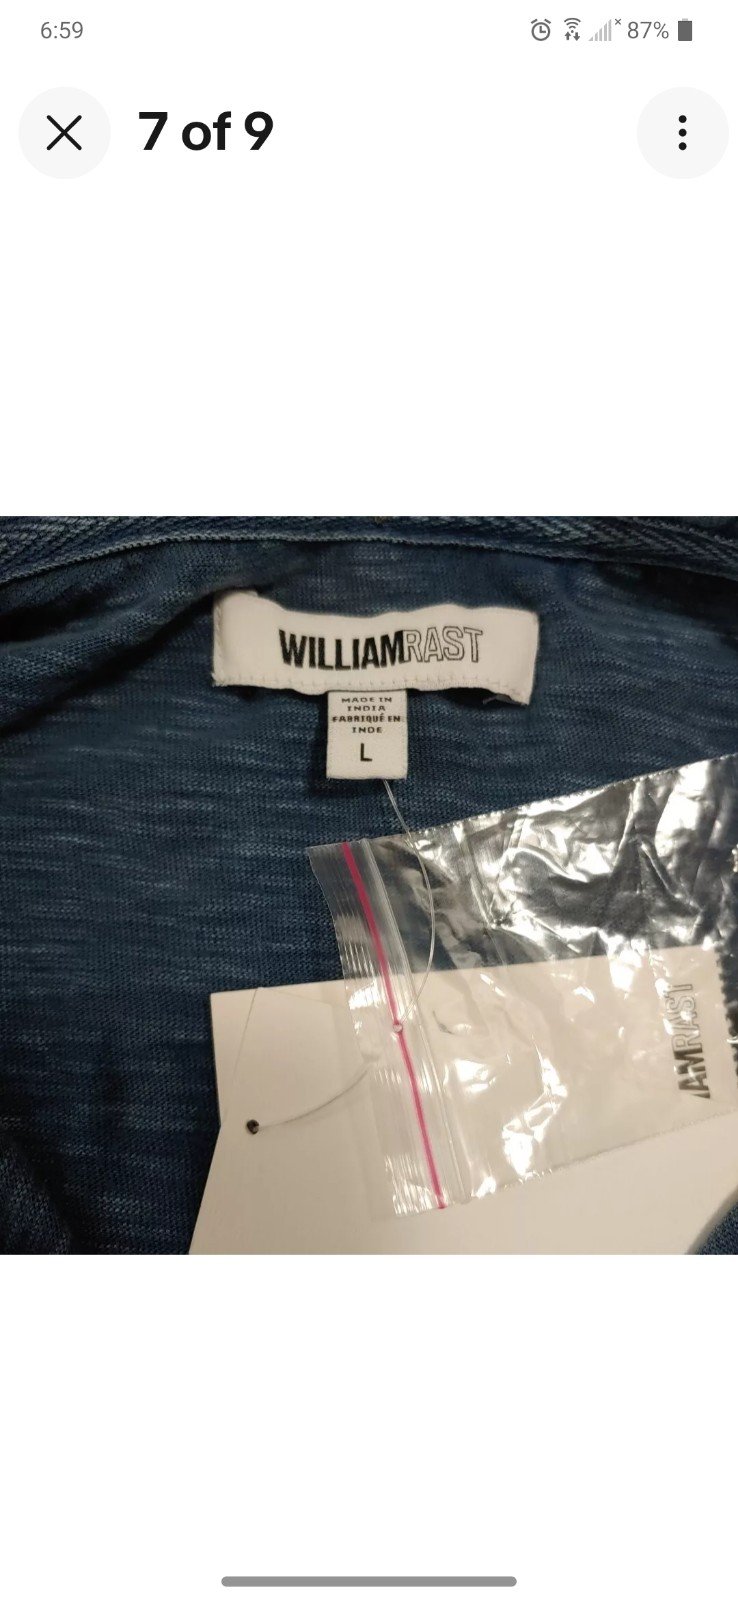 6:59
87%
7 of 9
WILLIAMRAST
MADE IN
INDIA
FABRIQUÉ EN
INDE
L
AMRAST